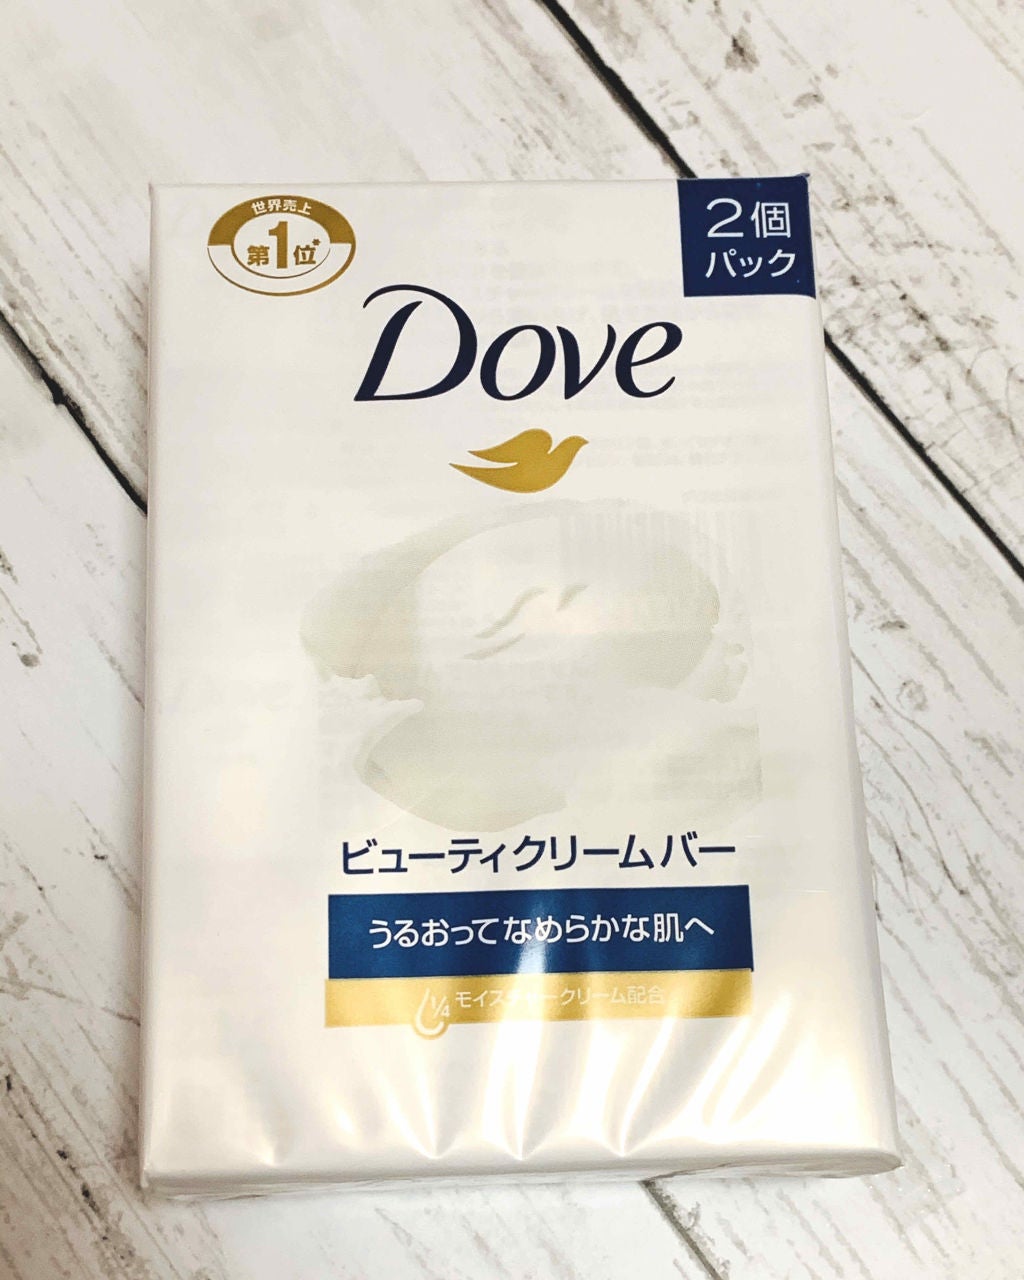 世界売上
第1位*
2個
パック
Dove
ビューティクリームバー
うるおってなめらかな肌へ
1/4 モイスチャークリーム配合